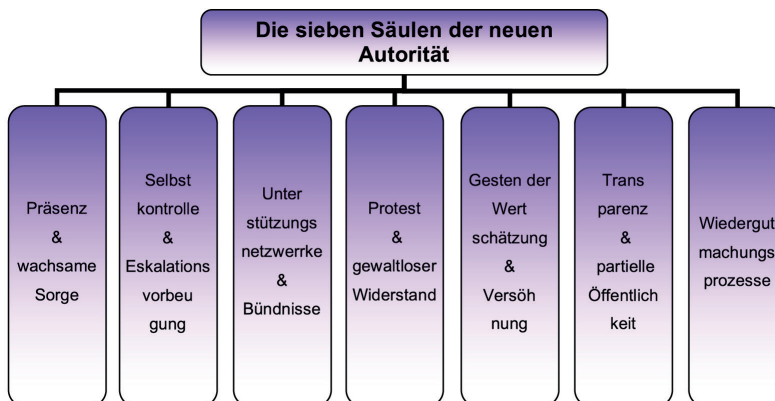 Die sieben Säulen der neuen
Autorität
Präsenz
&
wachsame
Sorge
Selbst
kontrolle
&
Eskalations
vorbeu
gung
Unter
stützungs
netzwerrke
&
Bündnisse
Protest
&
gewaltloser
Widerstand
Gesten der
Wert
schätzung
&
Versöh
nung
Trans
parenz
&
partielle
Öffentlich
keit
Wiedergut
machungs
prozesse